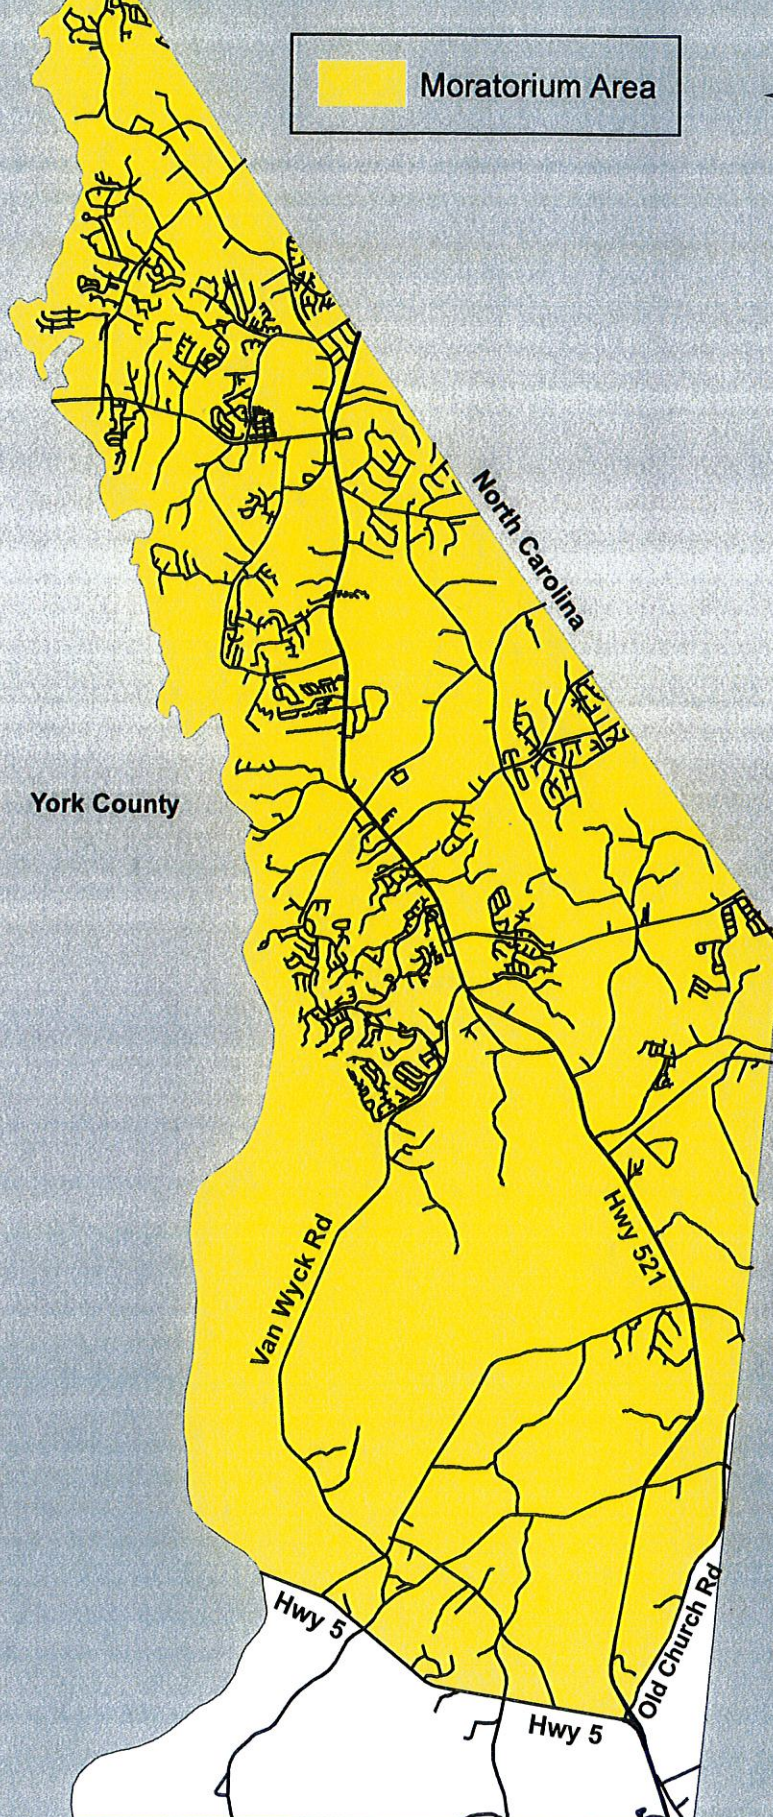 Moratorium Area
North Carolina
York County
Hwy 521
Van Wyck Rd
Hwy 5
Old Church Rd
Hwy 5